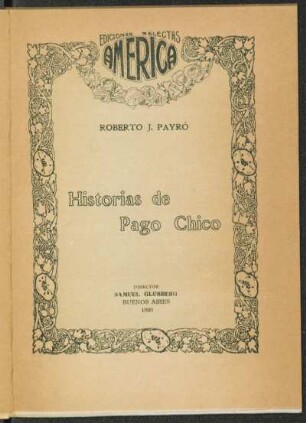 EDICIONES SELECTAS
AMERICA
ROBERTO J. PAYRÓ
Historias de
Pago Chico
DIRECTOR
SAMUEL GLUSBERG
BUENOS AIRES
1920